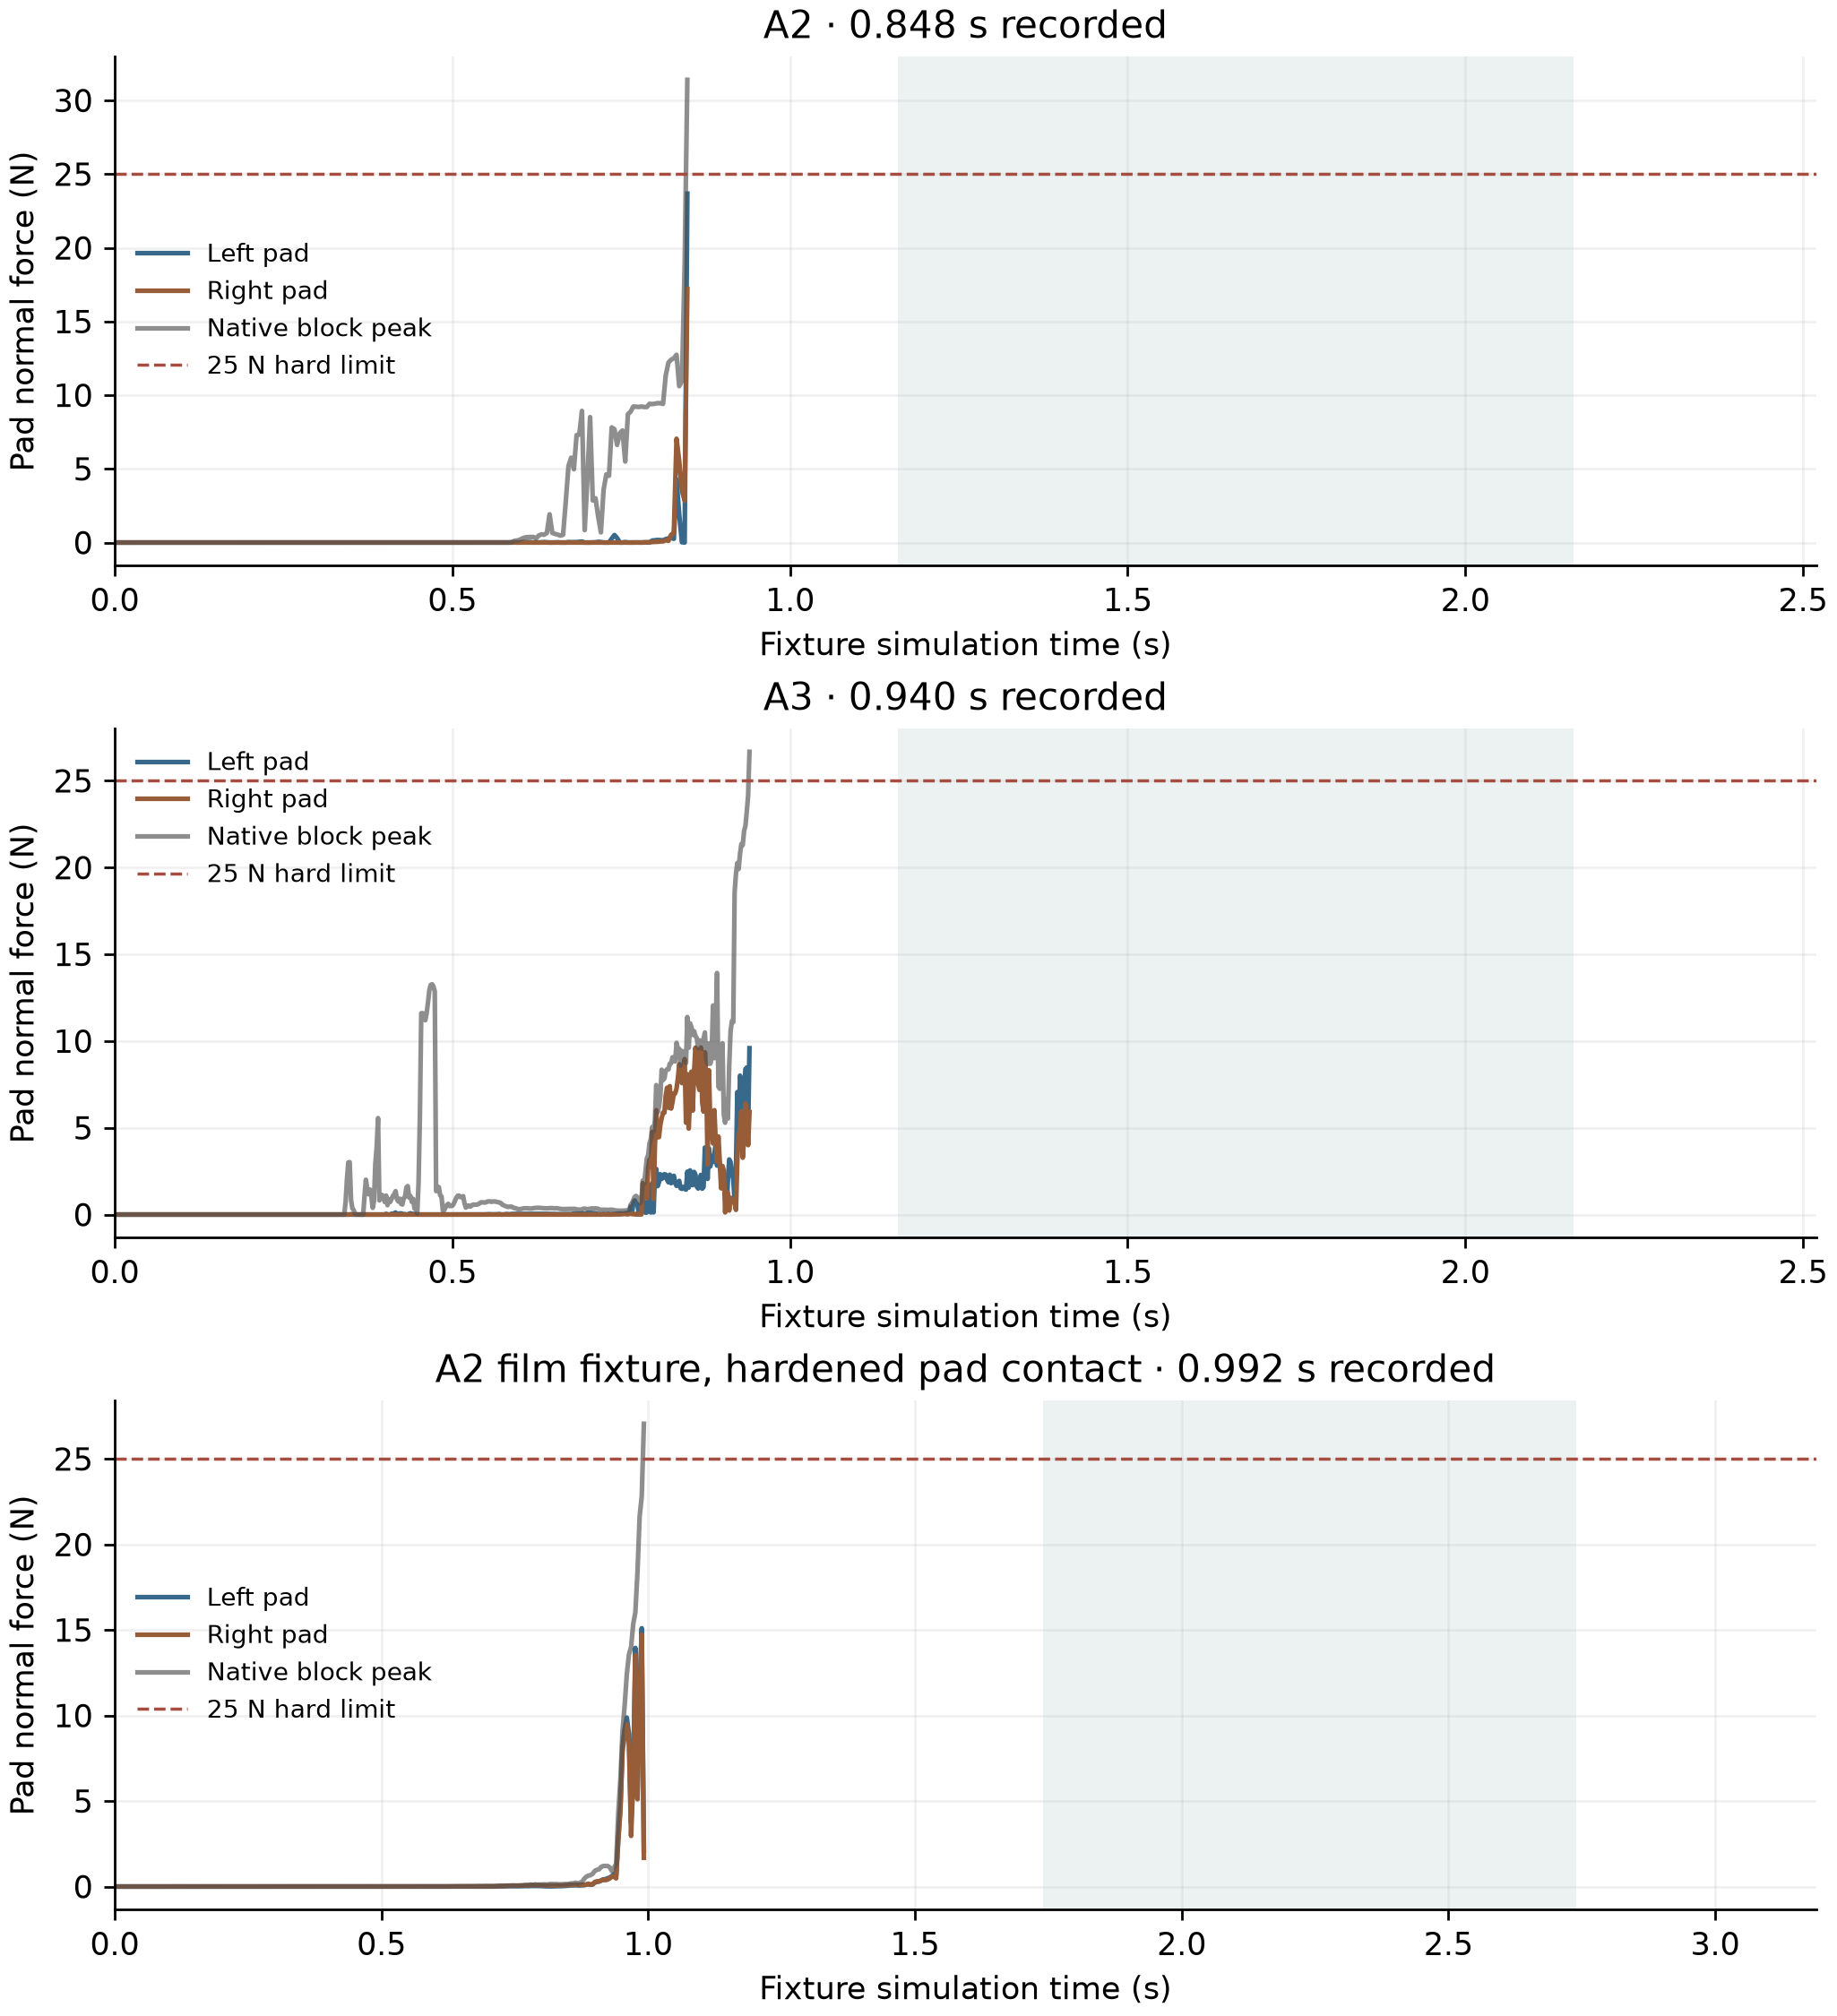 A2 · 0.848 s recorded
Pad normal force (N)
30
25
20
15
10
5
0
Left pad
Right pad
Native block peak
25 N hard limit
0.0 0.5 1.0 1.5 2.0 2.5
Fixture simulation time (s)
A3 · 0.940 s recorded
Pad normal force (N)
25
20
15
10
5
0
Left pad
Right pad
Native block peak
25 N hard limit
0.0 0.5 1.0 1.5 2.0 2.5
Fixture simulation time (s)
A2 film fixture, hardened pad contact · 0.992 s recorded
Pad normal force (N)
25
20
15
10
5
0
Left pad
Right pad
Native block peak
25 N hard limit
0.0 0.5 1.0 1.5 2.0 2.5 3.0
Fixture simulation time (s)